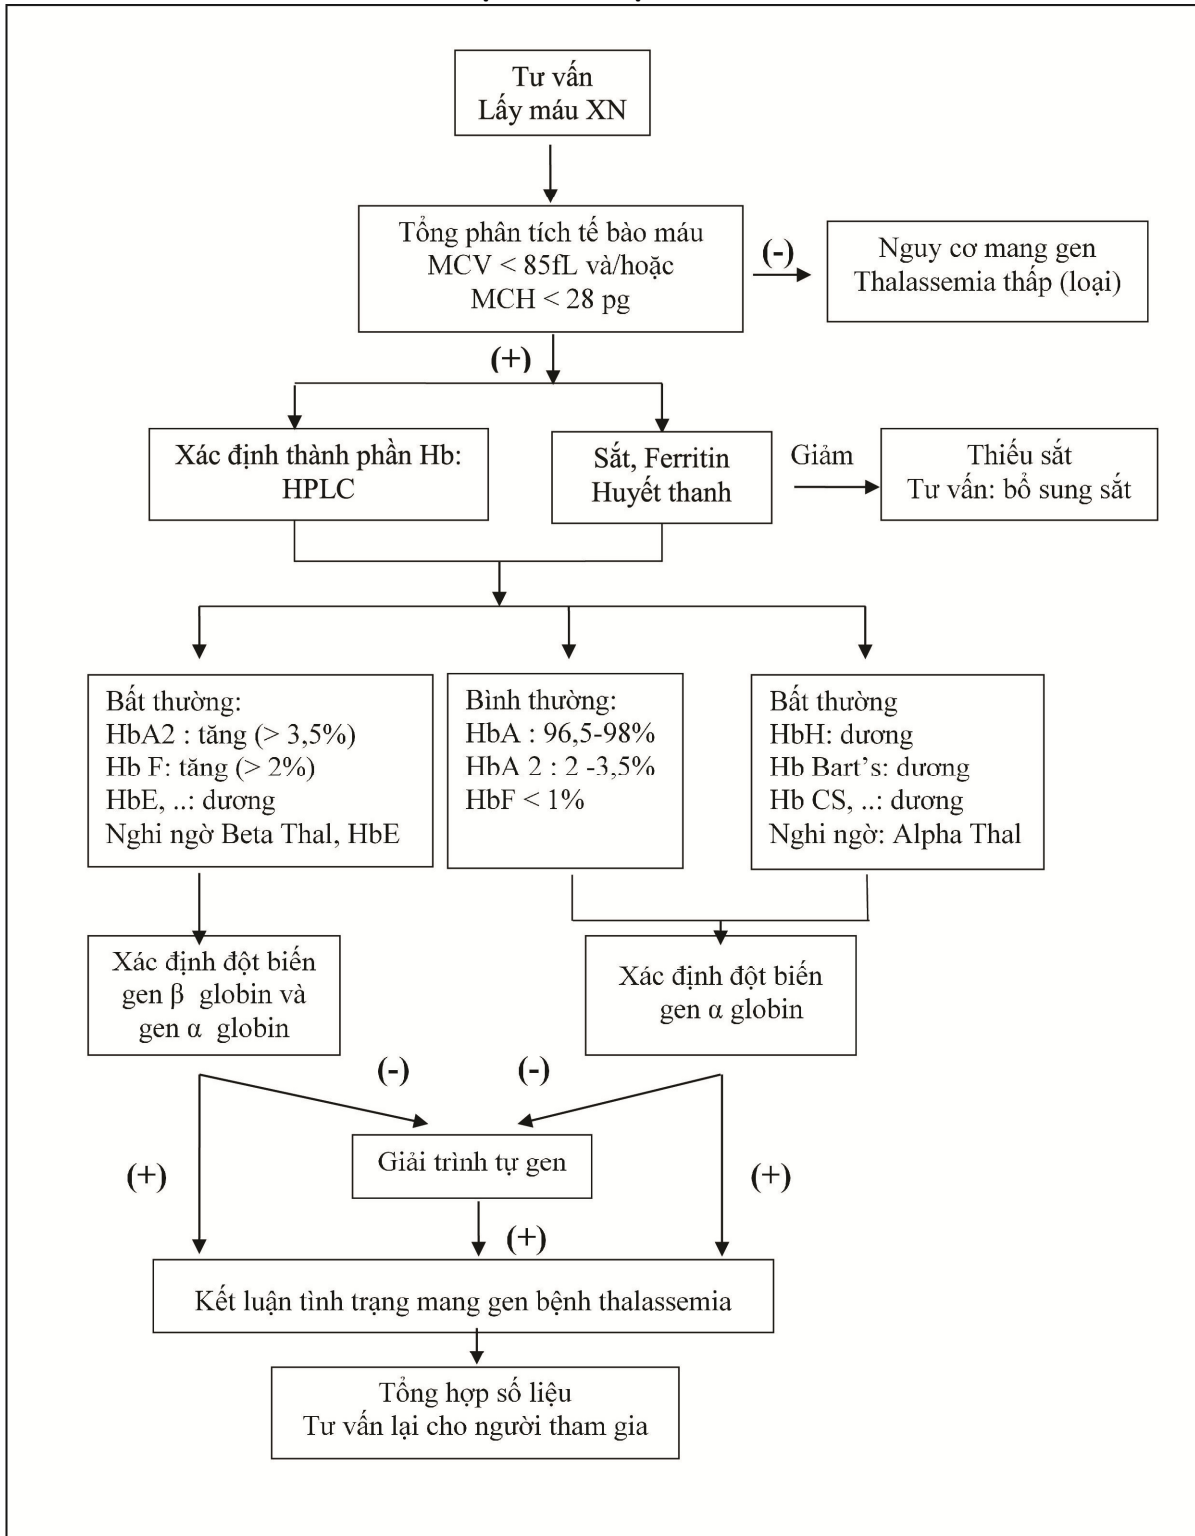 Tư vấn
Lấy máu XN
Tổng phân tích tế bào máu
MCV < 85fL và/hoặc
MCH < 28 pg
(-)
Nguy cơ mang gen
Thalassemia thấp (loại)
(+)
Xác định thành phần Hb:
HPLC
Sắt, Ferritin
Huyết thanh
Giảm
Thiếu sắt
Tư vấn: bổ sung sắt
Bất thường:
HbA2 : tăng (> 3,5%)
Hb F: tăng (> 2%)
HbE, ..: dương
Nghi ngờ Beta Thal, HbE
Bình thường:
HbA : 96,5-98%
HbA 2 : 2 -3,5%
HbF < 1%
Bất thường
HbH: dương
Hb Bart’s: dương
Hb CS, ..: dương
Nghi ngờ: Alpha Thal
Xác định đột biến
gen β globin và
gen α globin
Xác định đột biến
gen α globin
(-)
(-)
Giải trình tự gen
(+)
(+)
(+)
Kết luận tình trạng mang gen bệnh thalassemia
Tổng hợp số liệu
Tư vấn lại cho người tham gia